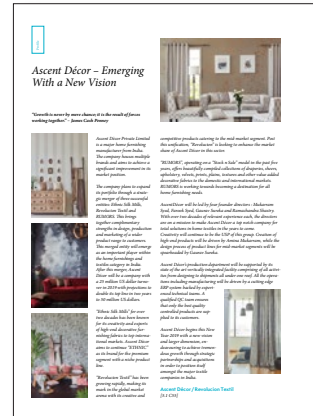 Ascent Décor – Emerging
With a New Vision
"Growth is never by mere chance; it is the result of forces
working together." - James Cash Penney
Ascent Décor Private Limited
is a major home furnishing
manufacturer from India.
The company houses multiple
brands and aims to achieve a
significant improvement in its
market position.
The company plans to expand
its portfolio through a strate-
gic merger of three successful
entities: Ethnic Silk Mills,
Revolucion Textil and
RUMORS. This brings
together complimentary
strengths in design, production
and marketing of a wider
product range to customers.
This merged entity will emerge
as an important player within
the home furnishings and
textiles category in India.
After this merger, Ascent
Décor will be a company with
a 25 million US dollar turno-
ver in 2019 with projections to
double its top line in two years
to 50 million US dollars.
"Ethnic Silk Mills" for over
two decades has been known
for its creativity and exports
of high end decorative fur-
nishing fabrics to top interna-
tional markets. Ascent Décor
aims to continue "ETHNIC"
as its brand for the premium
segment with a niche product
line.
"Revolucion Textil" has been
growing rapidly, making its
mark in the global market
arena with its creative and
competitive products catering to the mid-market segment. Post
this unification, "Revolucion" is looking to enhance the market
share of Ascent Décor in this sector.
"RUMORS", operating on a "Stock n Sale" model in the past five
years, offers beautifully compiled collections of draperies, sheers,
upholstery, velvets, prints, plains, textures and other value added
decorative fabrics to the domestic and international markets.
RUMORS is working towards becoming a destination for all
home furnishing needs.
Ascent Décor will be led by four founder directors :
Syed, Fawad Syed, Gaurav Sureka and
With over two decades of relevant experience each, the directors
are on a mission to make Ascent Décor a top notch company for
total solutions in home textiles in the years to come.
Creativity will continue to be the USP of this group. Creation of
high end products will be driven by Amina Mukarram, while the
design process of product lines for mid-market segments will be
spearheaded by Gaurav Sureka.
Ascent Décor's production department will be supported by its
state of the art vertically integrated facility comprising of all activi-
ties from designing to shipments all under one roof. All the opera-
tions including manufacturing will be driven by a cutting edge
ERP system backed by experi-
enced technical teams. A
qualified QC team ensures
that only the best quality
controlled products are sup-
plied to its customers.
Ascent Décor begins this New
Year 2019 with a new vision
and larger dimension, en-
deavouring to achieve tremen-
dous growth through strategic
partnerships and acquisitions
in order to position itself
amongst the major textile
companies in India.
Ascent Décor / Revolucion Textil